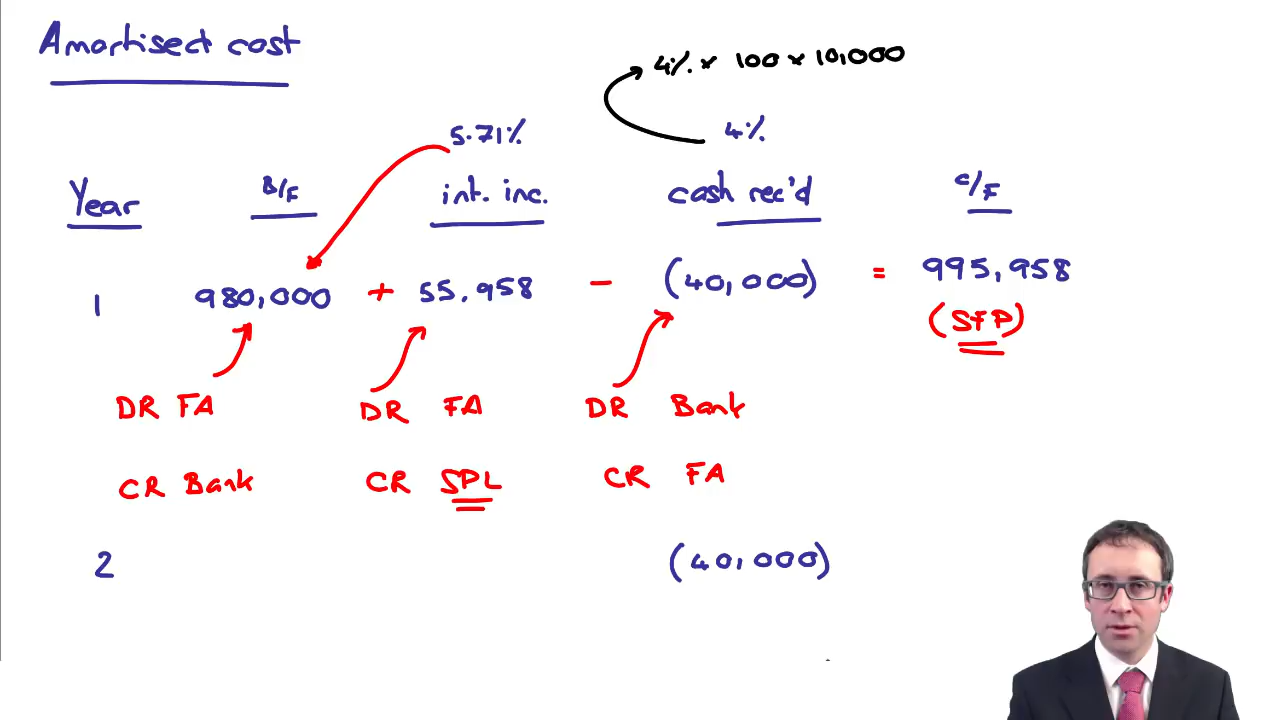 Amortised cost
4% x 100 x 10,000
5.71% 4%
Year B/F int. inc. cash rec'd C/F
1 980,000 + 55,958 - (40,000) = 995,958
(SFP)
DR FA DR FA DR Bank
CR Bank CR SPL CR FA
2 (40,000)